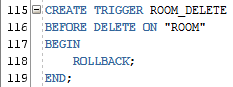 115 CREATE TRIGGER ROOM_DELETE
116 BEFORE DELETE ON "ROOM"
117 BEGIN
118 ROLLBACK;
119 END;